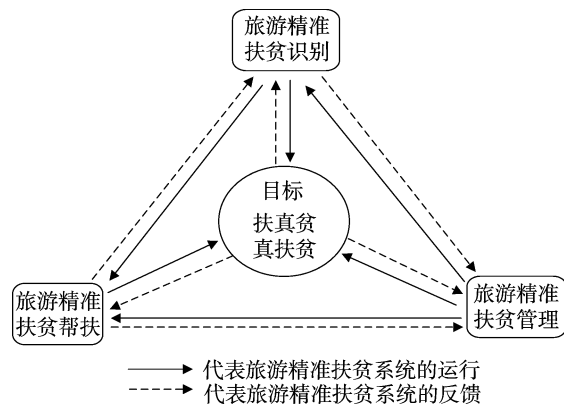 旅游精准
扶贫识别
目标
扶真贫
真扶贫
旅游精准
扶贫帮扶
旅游精准
扶贫管理
代表旅游精准扶贫系统的运行
代表旅游精准扶贫系统的反馈